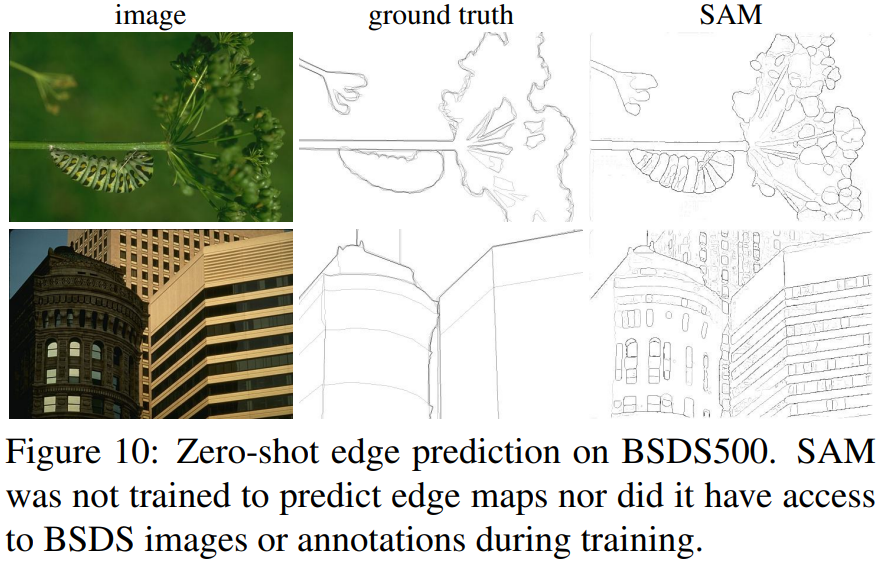 image ground truth SAM
Figure 10: Zero-shot edge prediction on BSDS500. SAM
was not trained to predict edge maps nor did it have access
to BSDS images or annotations during training.